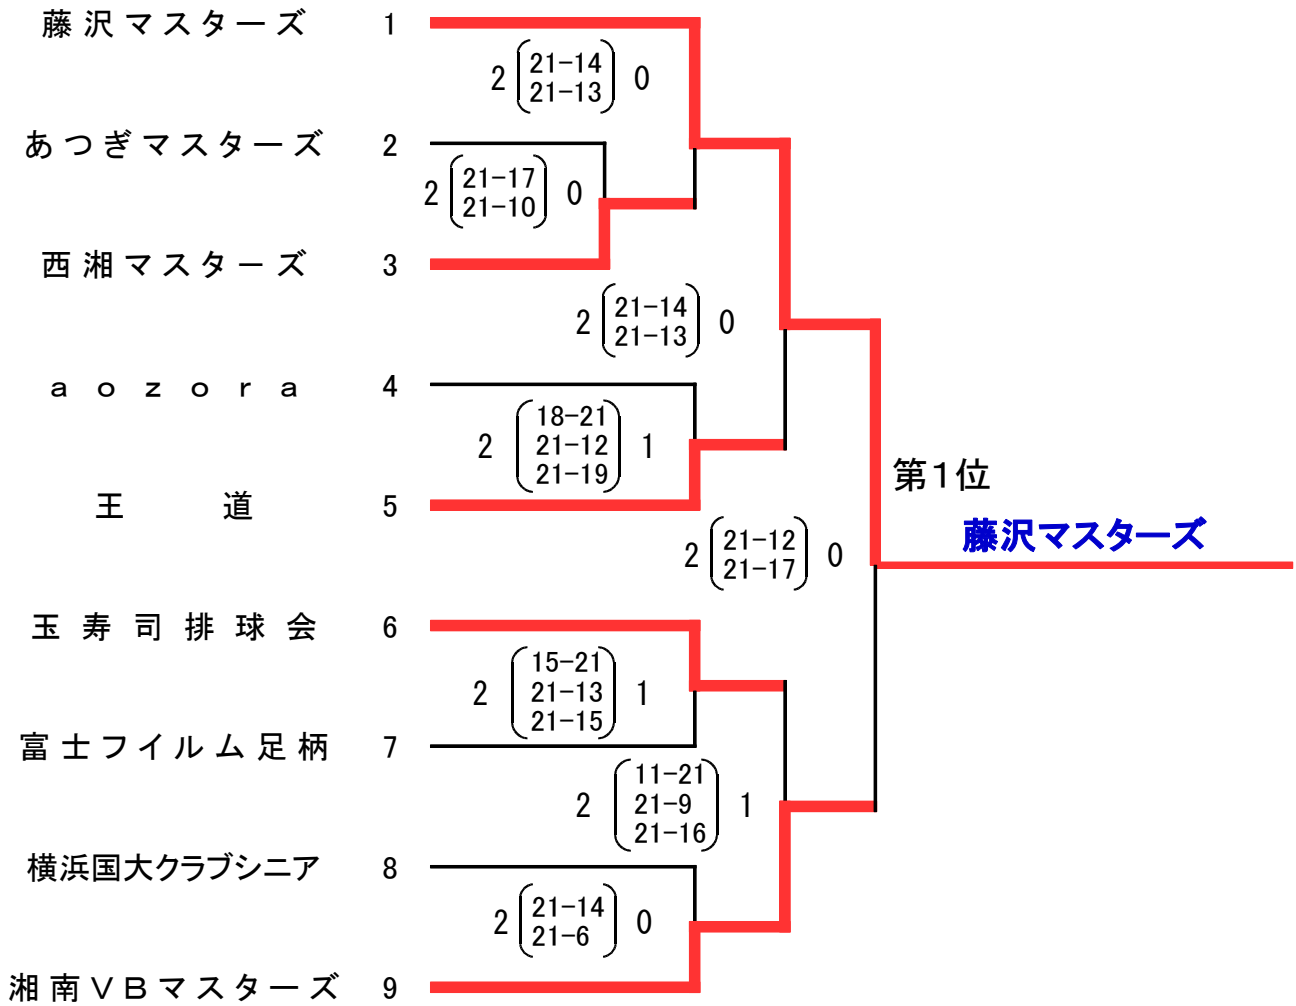 藤沢マスターズ 1
2 21-14 0
21-13
あつぎマスターズ 2
2 21-17 0
21-10
西湘マスターズ 3
2 21-14 0
21-13
aozora 4
18-21
2 21-12 1
21-19
王道 5
第1位
藤沢マスターズ
2 21-12 0
21-17
玉寿司排球会 6
15-21
2 21-13 1
21-15
富士フイルム足柄 7
11-21
2 21-9 1
21-16
横浜国大クラブシニア 8
2 21-14 0
21-6
湘南VBマスターズ 9